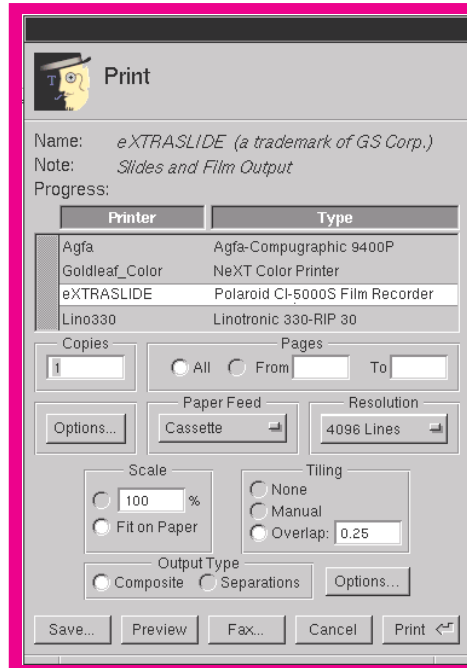 T
Print
Name: eXTRASLIDE (a trademark of GS Corp.)
Note: Slides and Film Output
Progress:
Printer Type
Agfa Agfa-Compugraphic 9400P
Goldleaf_Color NeXT Color Printer
eXTRASLIDE Polaroid CI-5000S Film Recorder
Lino330 Linotronic 330-RIP 30
Copies Pages
1 All From To
Paper Feed Resolution
Options... Cassette 4096 Lines
Scale Tiling
100 % None
Manual
Fit on Paper Overlap: 0.25
Output Type
Composite Separations Options...
Save... Preview Fax... Cancel Print